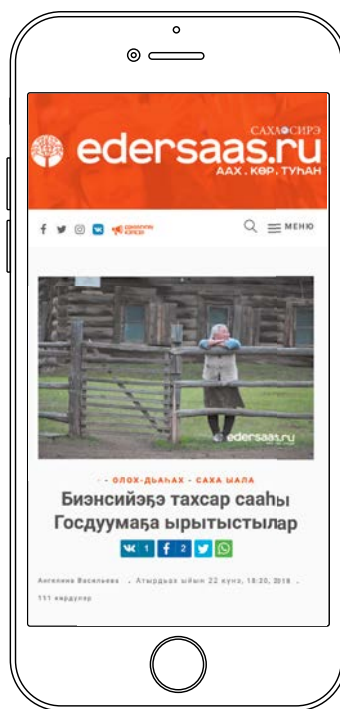 САХА СИРЭ
edersaas.ru
ААХ. КӨР. ТУҺАН
МЕНЮ
edersaas.ru
- - ОЛОХ-ДЬАҺАХ - САХА ЫАЛА
Биэнсийэҕэ тахсар сааһы
Госдуумаҕа ырытыстылар
1 2
Ангелина Васильева . Атырдьах ыйын 22 күнэ, 18:20, 2018 .
111 көрдүлэр